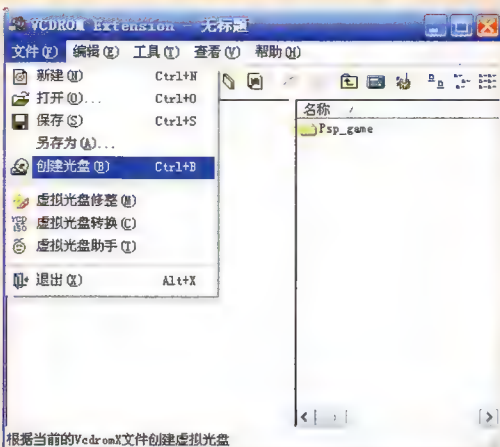 VCDROM Extension - 无标题
文件(F) 编辑(E) 工具(T) 查看(V) 帮助(H)
新建(N) Ctrl+N
打开(O)... Ctrl+O
保存(S) Ctrl+S
另存为(A)...
创建光盘(B) Ctrl+B
虚拟光盘修整(M)
虚拟光盘转换(C)
虚拟光盘助手(I)
退出(X) Alt+X
名称
Psp_game
根据当前的VcdromX文件创建虚拟光盘